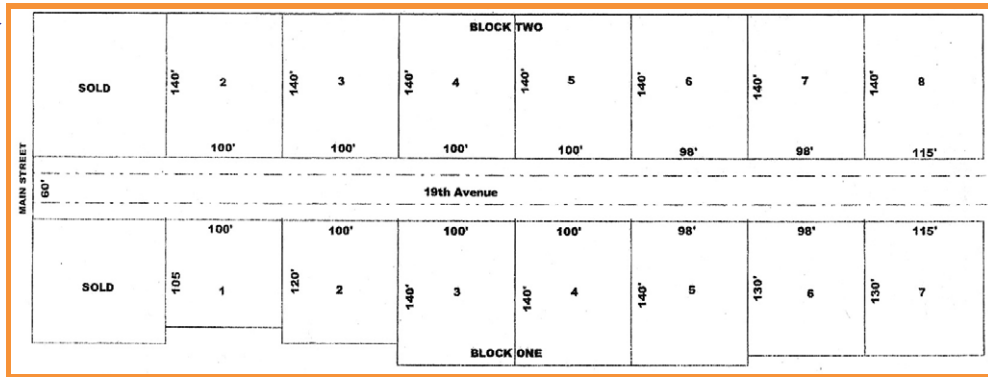 BLOCK TWO
SOLD
140' 2
140' 3
140' 4
140' 5
140' 6
140' 7
140' 8
100' 100' 100' 100' 98' 98' 115'
MAIN STREET
60'
19th Avenue
100' 100' 100' 100' 98' 98' 115'
SOLD
105 1
120' 2
140' 3
140' 4
140' 5
130' 6
130' 7
BLOCK ONE